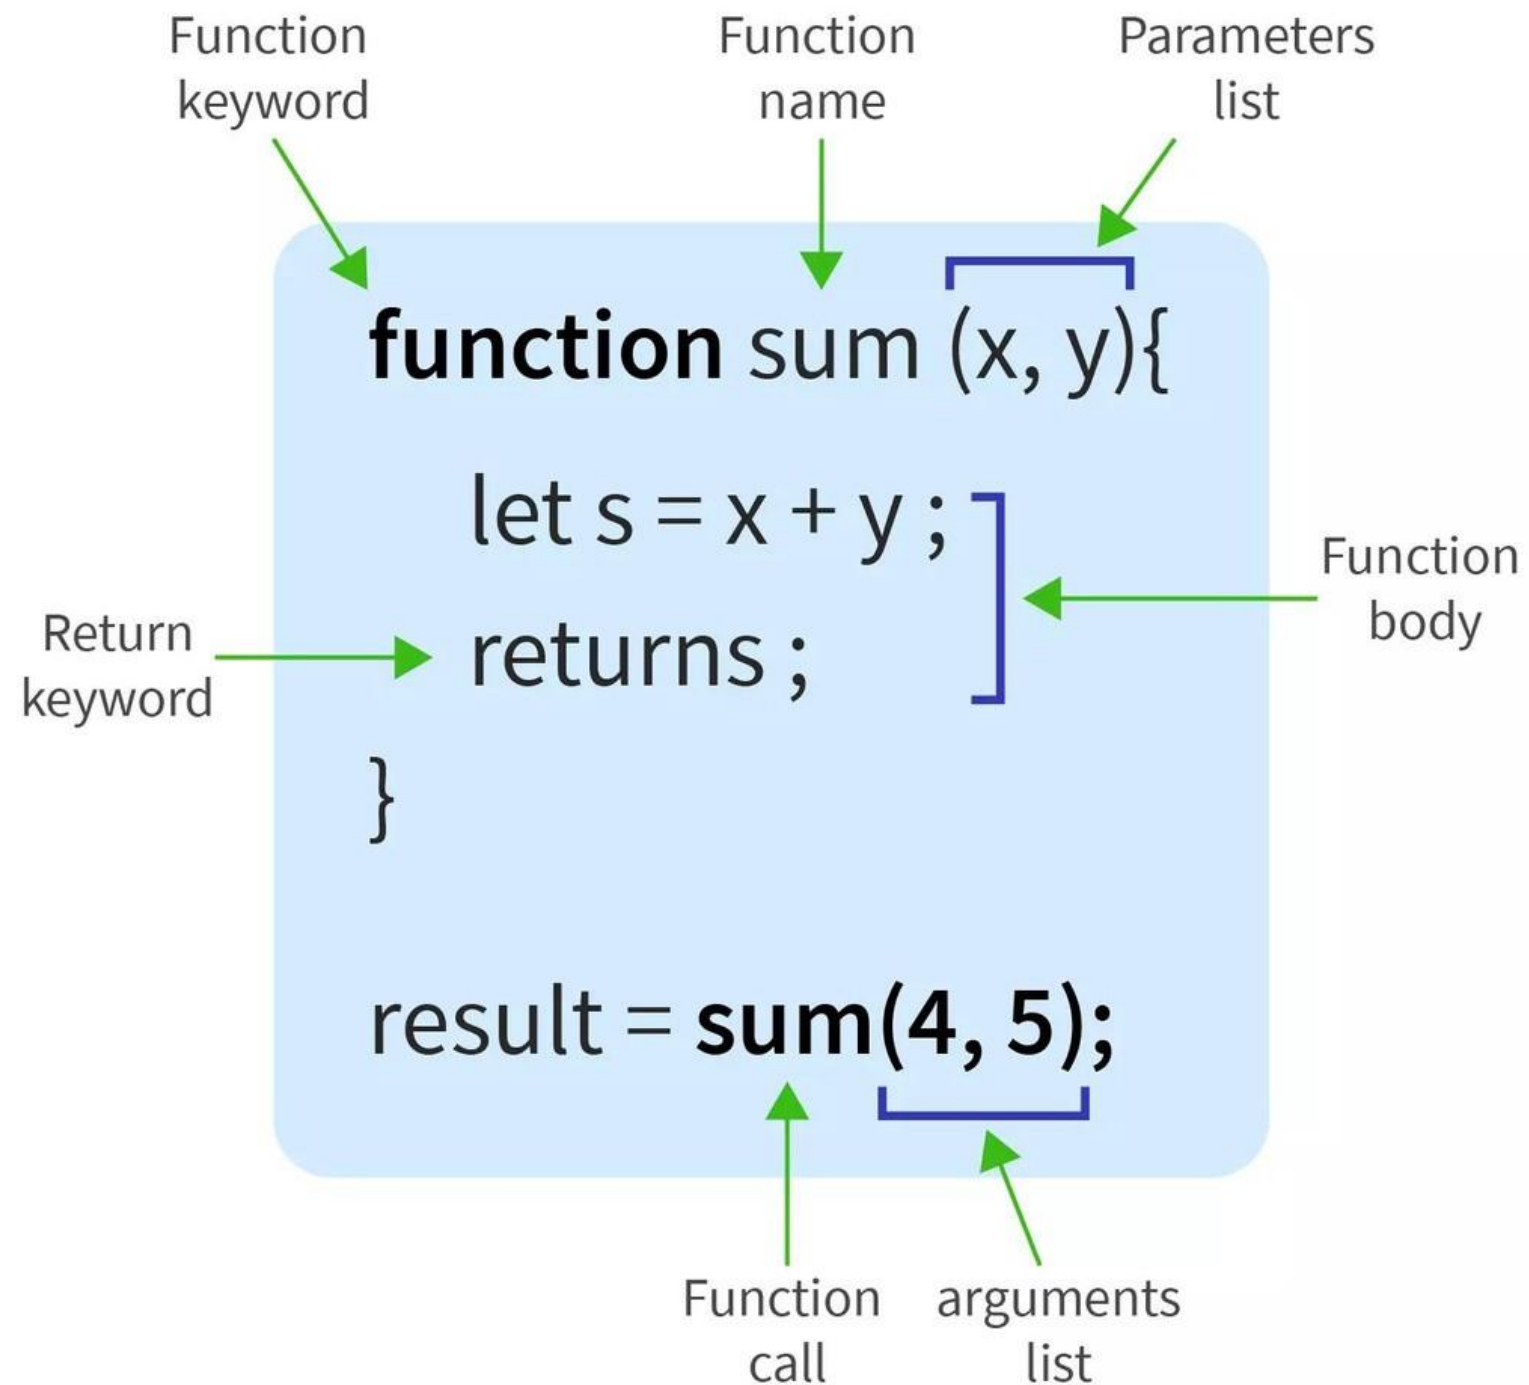 Function
keyword
Function
name
Parameters
list
function sum (x, y){
let s = x + y ;
Function
body
Return
keyword
returns ;
}
result = sum(4, 5);
Function
call
arguments
list